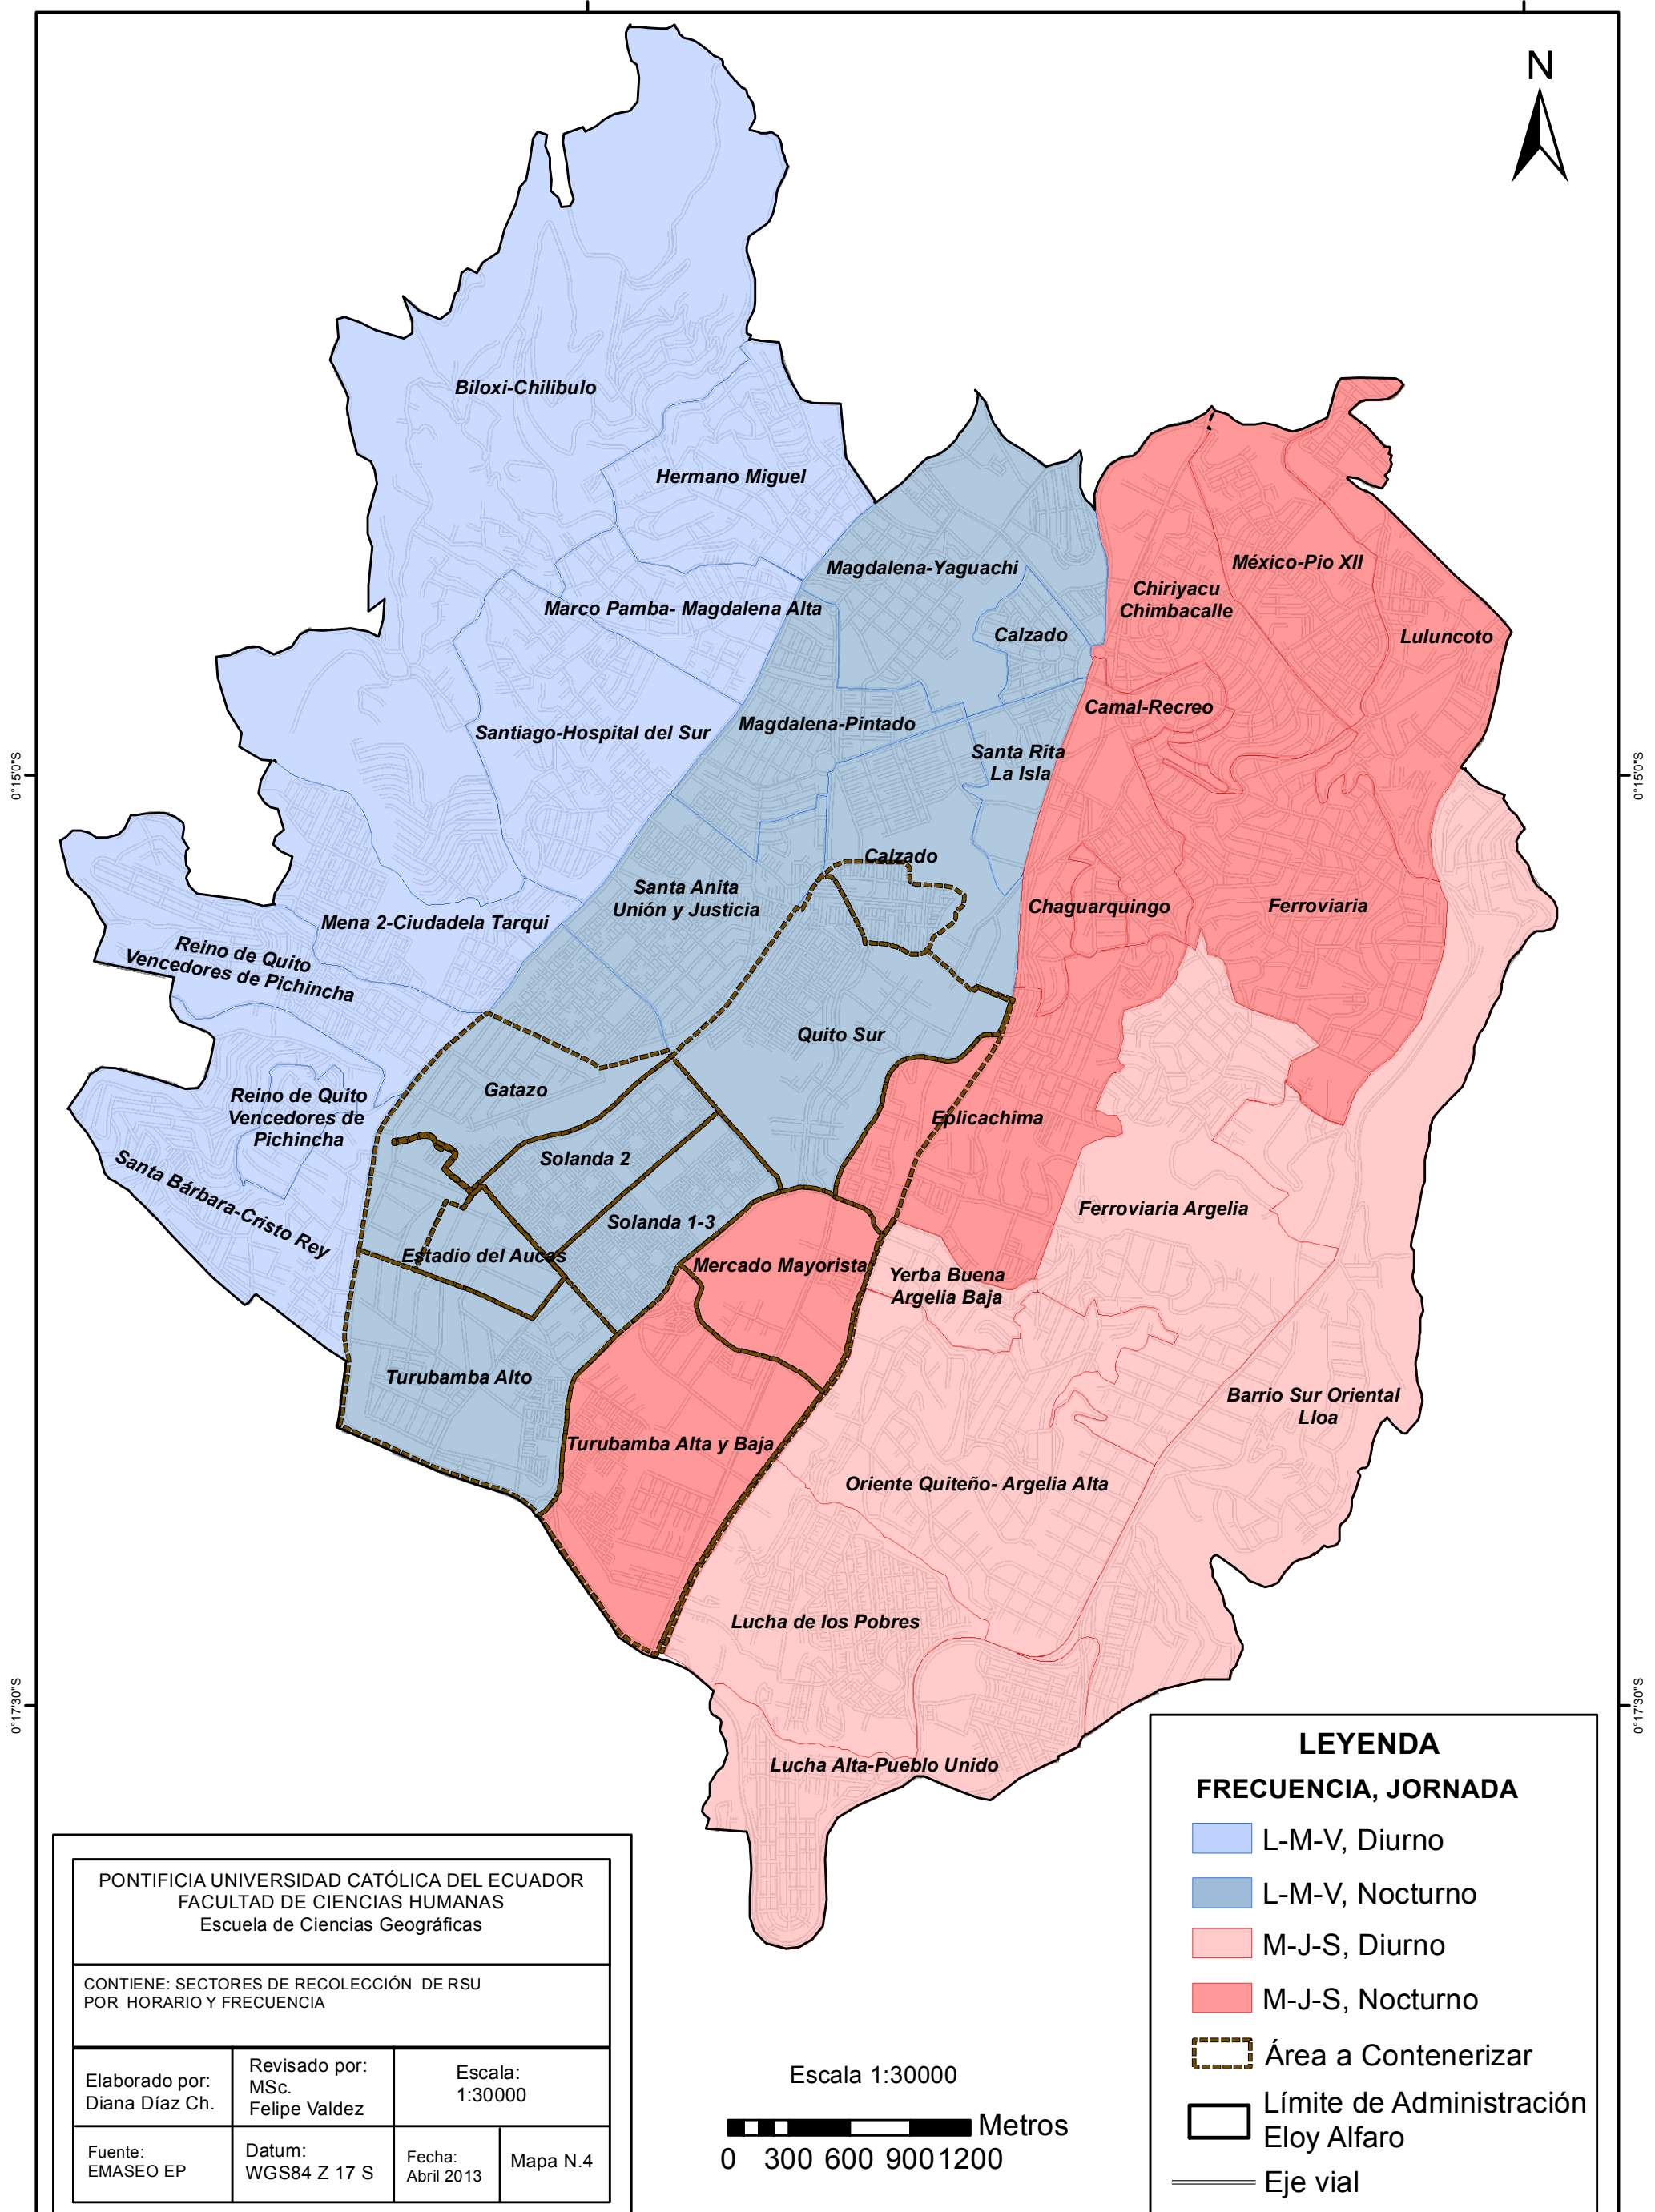 N
Biloxi-Chilibulo
Hermano Miguel
Magdalena-Yaguachi
México-Pio XII
Chiriyacu
Chimbacalle
Marco Pamba- Magdalena Alta
Calzado
Luluncoto
Camal-Recreo
Santiago-Hospital del Sur
Magdalena-Pintado
Santa Rita
La Isla
0°15'0"S
0°15'0"S
Calzado
Santa Anita
Unión y Justicia
Chaguarquingo
Ferroviaria
Mena 2-Ciudadela Tarqui
Reino de Quito
Vencedores de Pichincha
Quito Sur
Gatazo
Reino de Quito
Vencedores de
Pichincha
Eplicachima
Solanda 2
Santa Bárbara-Cristo Rey
Solanda 1-3
Ferroviaria Argelia
Estadio del Aucas
Mercado Mayorista
Yerba Buena
Argelia Baja
Turubamba Alto
Barrio Sur Oriental
Lloa
Turubamba Alta y Baja
Oriente Quiteño- Argelia Alta
Lucha de los Pobres
0°17'30"S
0°17'30"S
Lucha Alta-Pueblo Unido
LEYENDA
FRECUENCIA, JORNADA
L-M-V, Diurno
L-M-V, Nocturno
M-J-S, Diurno
M-J-S, Nocturno
Área a Contenerizar
Límite de Administración
Eloy Alfaro
Eje vial
PONTIFICIA UNIVERSIDAD CATÓLICA DEL ECUADOR
FACULTAD DE CIENCIAS HUMANAS
Escuela de Ciencias Geográficas
CONTIENE: SECTORES DE RECOLECCIÓN DE RSU
POR HORARIO Y FRECUENCIA
Elaborado por:
Diana Díaz Ch.
Revisado por:
MSc.
Felipe Valdez
Escala:
1:30000
Fuente:
EMASEO EP
Datum:
WGS84 Z 17 S
Fecha:
Abril 2013
Mapa N.4
Escala 1:30000
Metros
0 300 600 900 1200